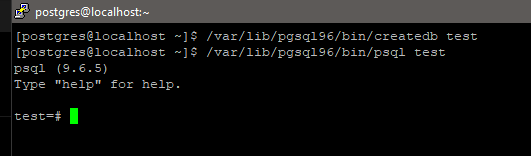 postgres@localhost:~
[postgres@localhost ~]$ /var/lib/pgsql96/bin/createdb test
[postgres@localhost ~]$ /var/lib/pgsql96/bin/psql test
psql (9.6.5)
Type "help" for help.
test=#